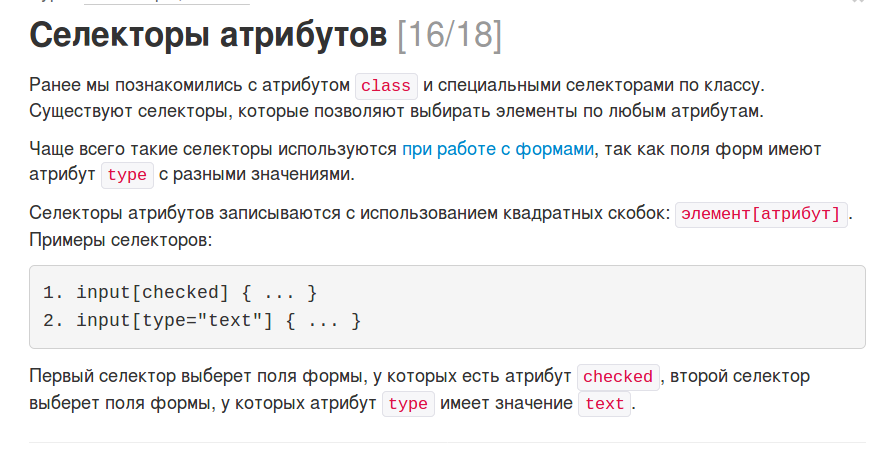 Селекторы атрибутов [16/18]
Ранее мы познакомились с атрибутом class и специальными селекторами по классу.
Существуют селекторы, которые позволяют выбирать элементы по любым атрибутам.
Чаще всего такие селекторы используются при работе с формами, так как поля форм имеют
атрибут type с разными значениями.
Селекторы атрибутов записываются с использованием квадратных скобок: элемент[атрибут].
Примеры селекторов:
1. input[checked] { ... }
2. input[type="text"] { ... }
Первый селектор выберет поля формы, у которых есть атрибут checked, второй селектор
выберет поля формы, у которых атрибут type имеет значение text.